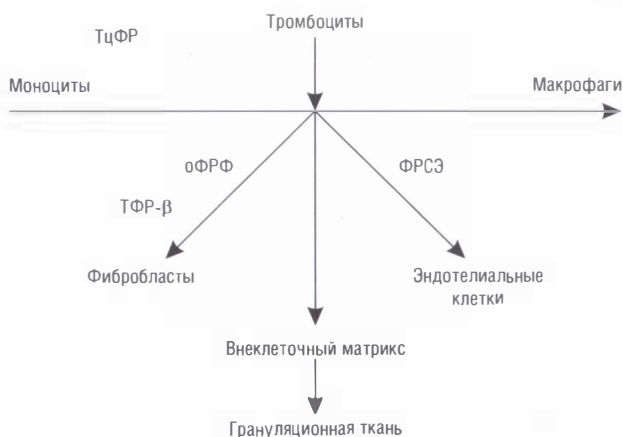 Тромбоциты
ТцФР
Моноциты
Макрофаги
оФРФ
ФРСЭ
ТФР-β
Фибробласты
Эндотелиальные
клетки
Внеклеточный матрикс
Грануляционная ткань